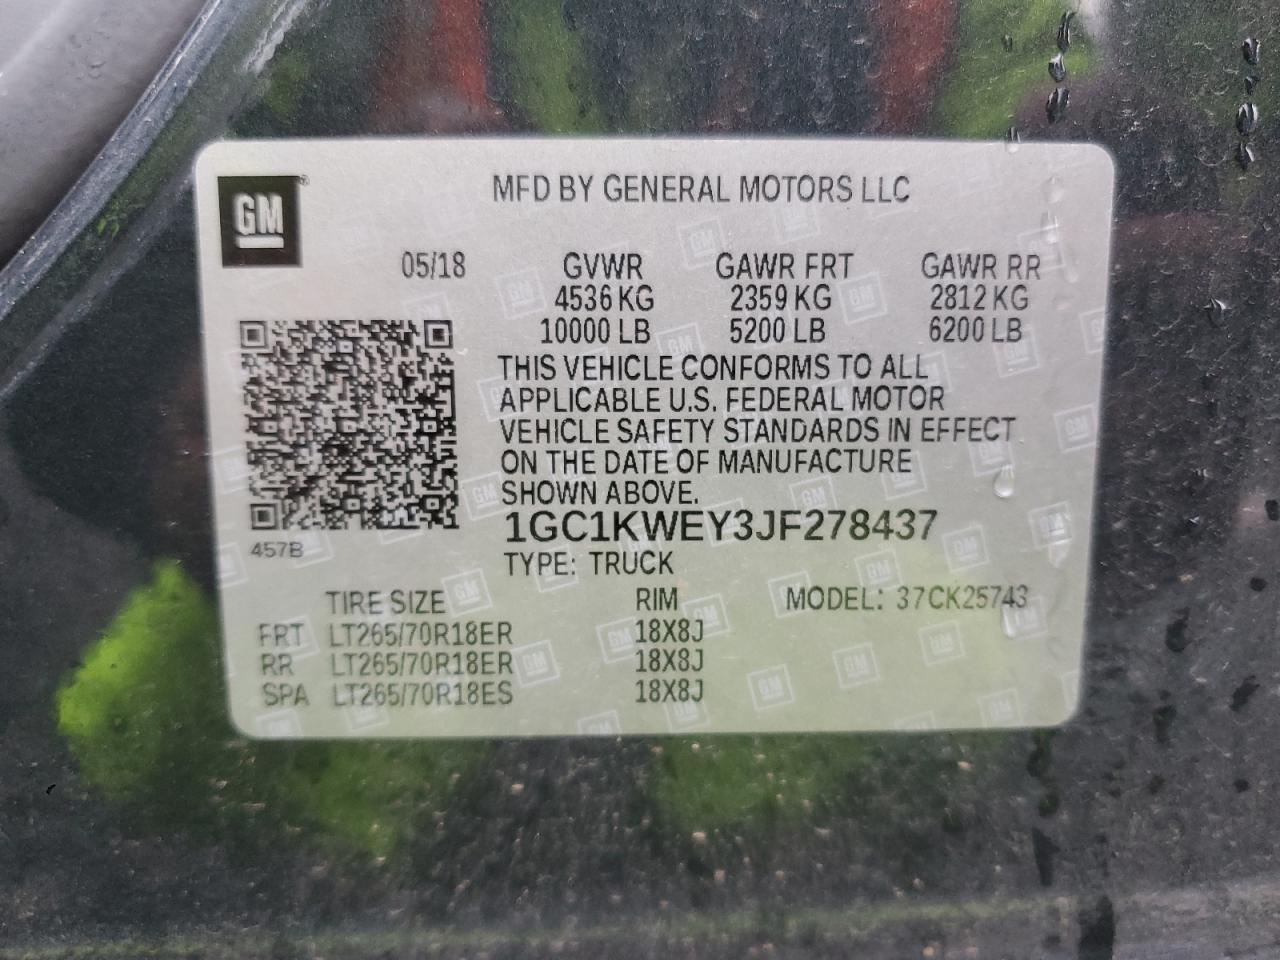 GM
MFD BY GENERAL MOTORS LLC
05/18 GVWR GAWR FRT GAWR RR
4536 KG 2359 KG 2812 KG
10000 LB 5200 LB 6200 LB
THIS VEHICLE CONFORMS TO ALL
APPLICABLE U.S. FEDERAL MOTOR
VEHICLE SAFETY STANDARDS IN EFFECT
ON THE DATE OF MANUFACTURE
SHOWN ABOVE.
1GC1KWEY3JF278437
457B
TYPE: TRUCK
TIRE SIZE RIM MODEL: 37CK25743
FRT LT265/70R18ER 18X8J
RR LT265/70R18ER 18X8J
SPA LT265/70R18ES 18X8J